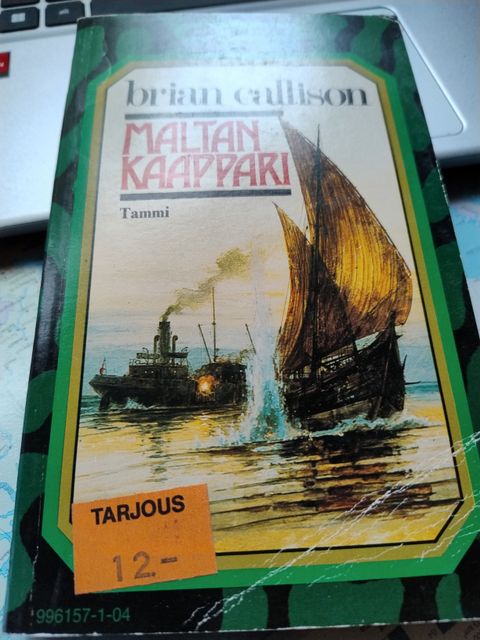 brian callison
MALTAN
KAAPPARI
Tammi
TARJOUS
12.-
996157-1-04